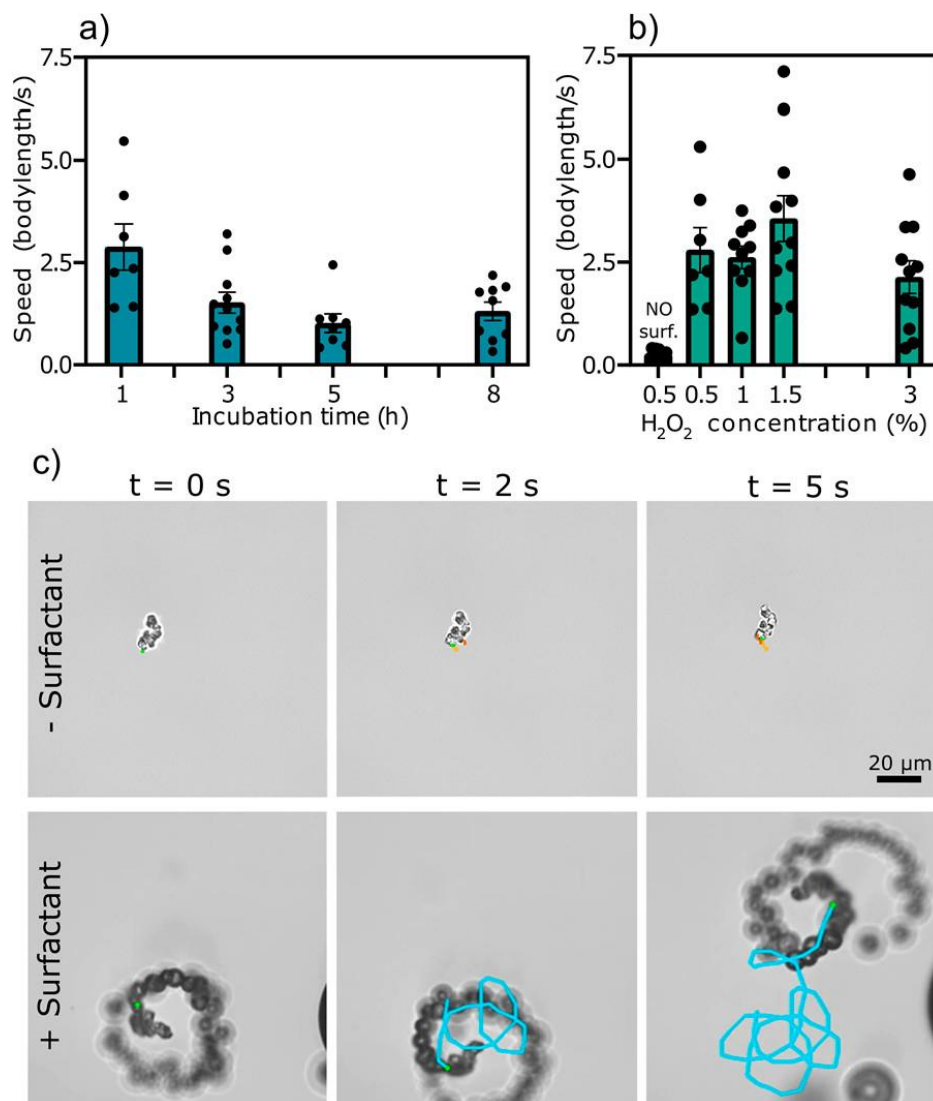 a)
7.5
5.0
2.5
0.0
Speed (bodylength/s)
1 3 5 8
Incubation time (h)
b)
7.5
5.0
2.5
0.0
Speed (bodylength/s)
NO
surf.
0.5 0.5 1 1.5 3
H₂O₂ concentration (%)
c)
t = 0 s t = 2 s t = 5 s
- Surfactant
20 µm
+ Surfactant